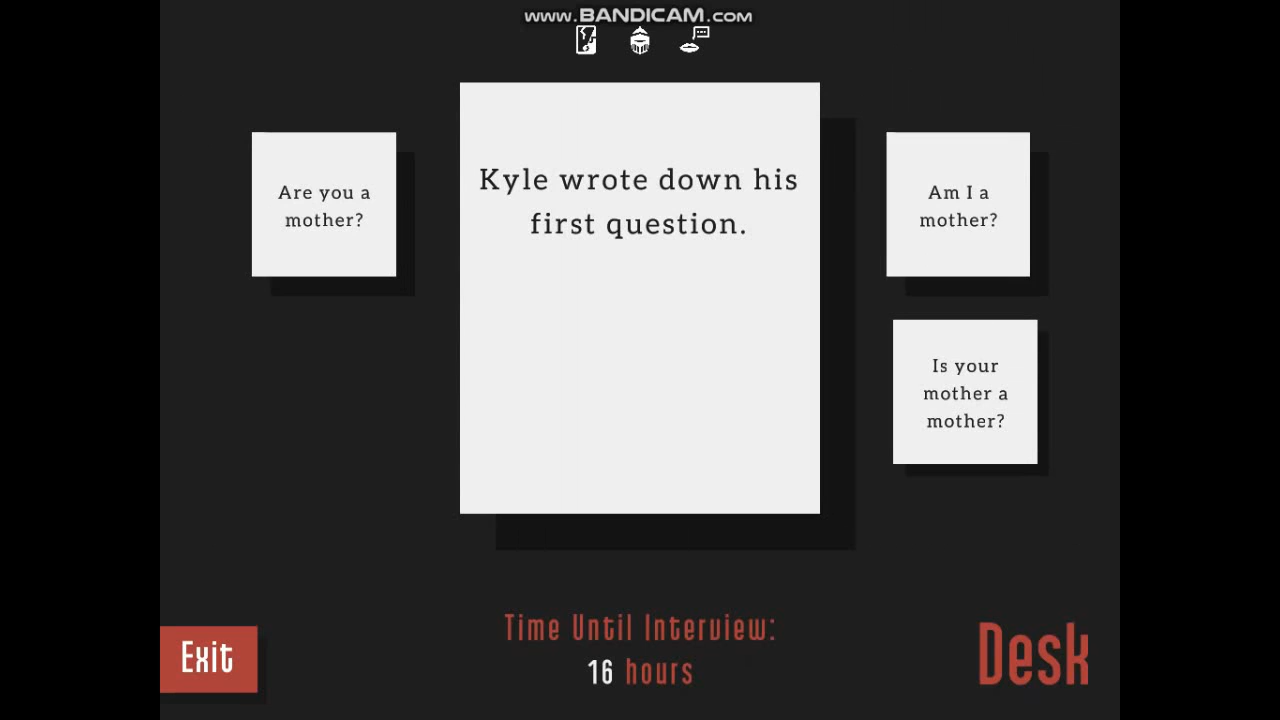 www.BANDICAM.com
Are you a
mother?
Kyle wrote down his
first question.
Am I a
mother?
Is your
mother a
mother?
Time Until Interview:
16 hours
Exit
Desk